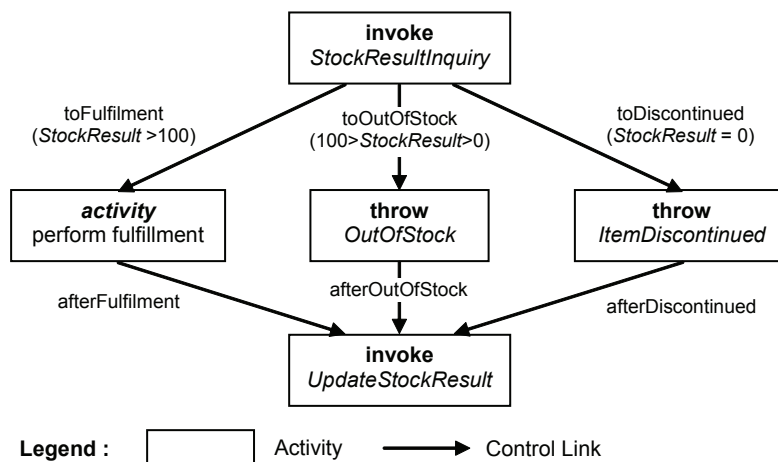 invoke
StockResultInquiry
toFulfilment
(StockResult >100)
toOutOfStock
(100>StockResult>0)
toDiscontinued
(StockResult = 0)
activity
perform fulfillment
throw
OutOfStock
throw
ItemDiscontinued
afterFulfilment
afterOutOfStock
afterDiscontinued
invoke
UpdateStockResult
Legend :
Activity
Control Link